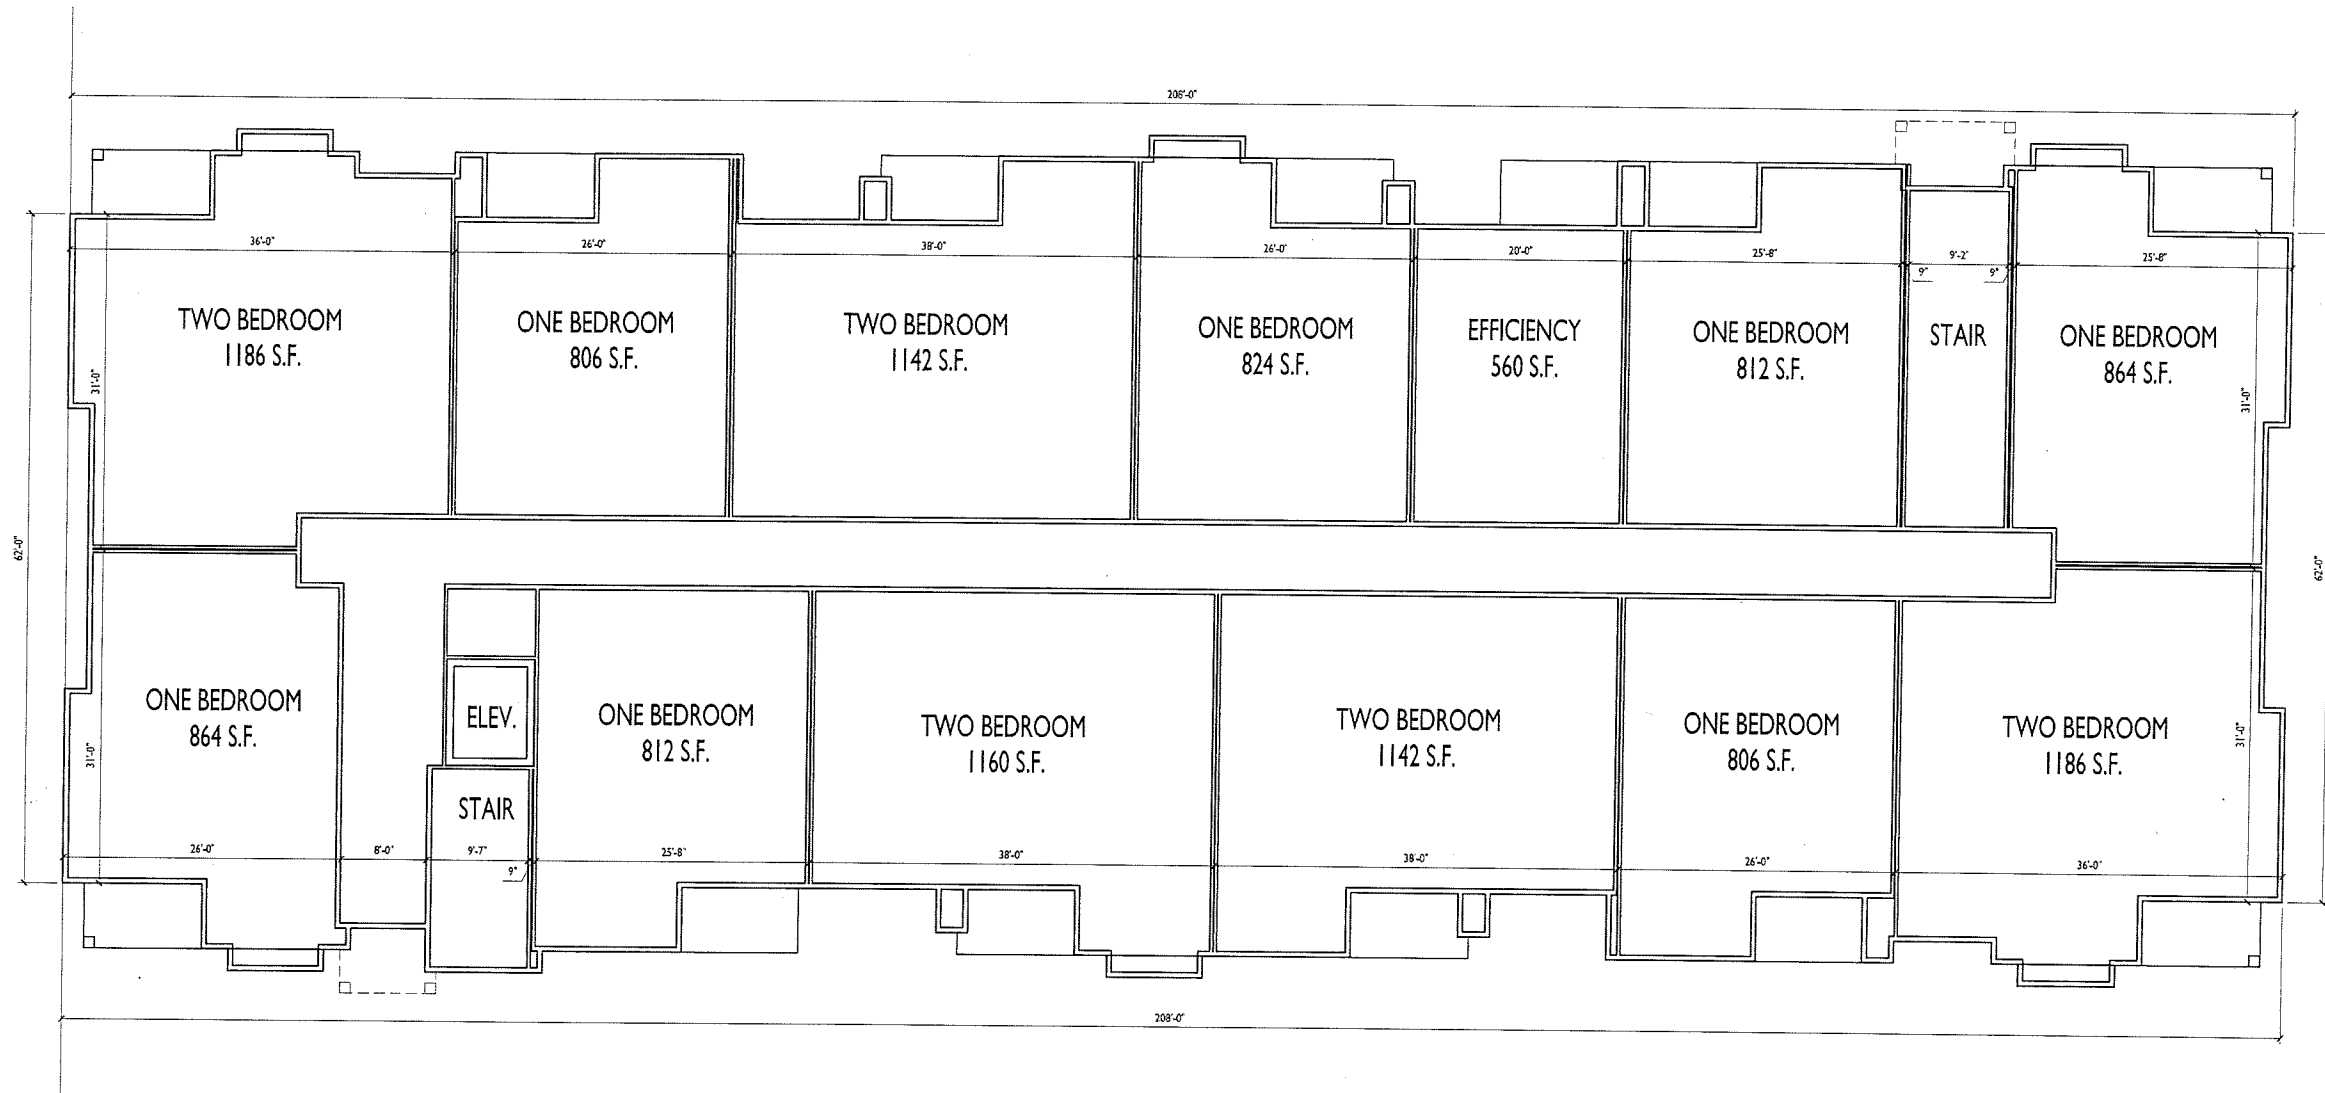 208'-0"
36'-0"
26'-0"
38'-0"
26'-0"
20'-0"
25'-8"
9'-2"
25'-8"
9"
9"
TWO BEDROOM
1186 S.F.
ONE BEDROOM
806 S.F.
TWO BEDROOM
1142 S.F.
ONE BEDROOM
824 S.F.
EFFICIENCY
560 S.F.
ONE BEDROOM
812 S.F.
STAIR
ONE BEDROOM
864 S.F.
31'-0"
31'-0"
62'-0"
62'-0"
ONE BEDROOM
864 S.F.
ELEV.
STAIR
ONE BEDROOM
812 S.F.
TWO BEDROOM
1160 S.F.
TWO BEDROOM
1142 S.F.
ONE BEDROOM
806 S.F.
TWO BEDROOM
1186 S.F.
31'-0"
31'-0"
26'-0"
8'-0"
9'-7"
9"
25'-8"
38'-0"
38'-0"
26'-0"
36'-0"
208'-0"